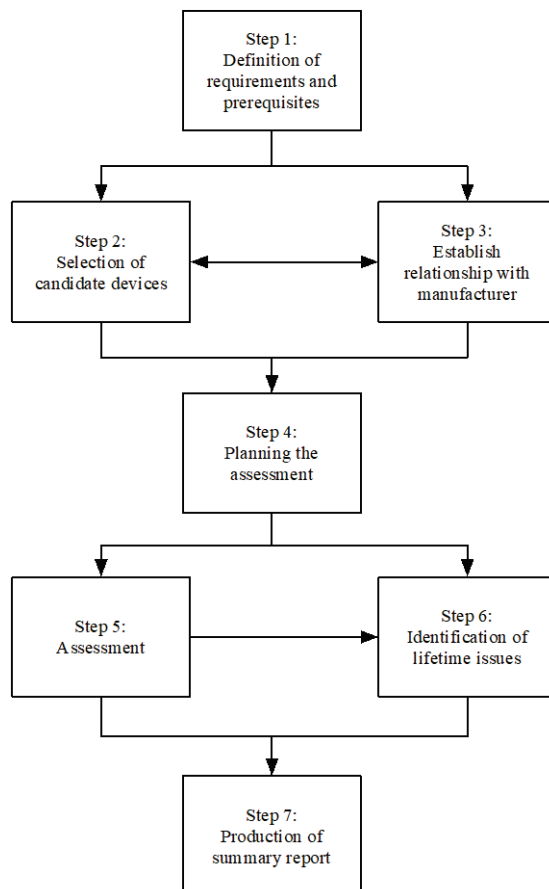 Step 1:
Definition of
requirements and
prerequisites
Step 2:
Selection of
candidate devices
Step 3:
Establish
relationship with
manufacturer
Step 4:
Planning the
assessment
Step 5:
Assessment
Step 6:
Identification of
lifetime issues
Step 7:
Production of
summary report